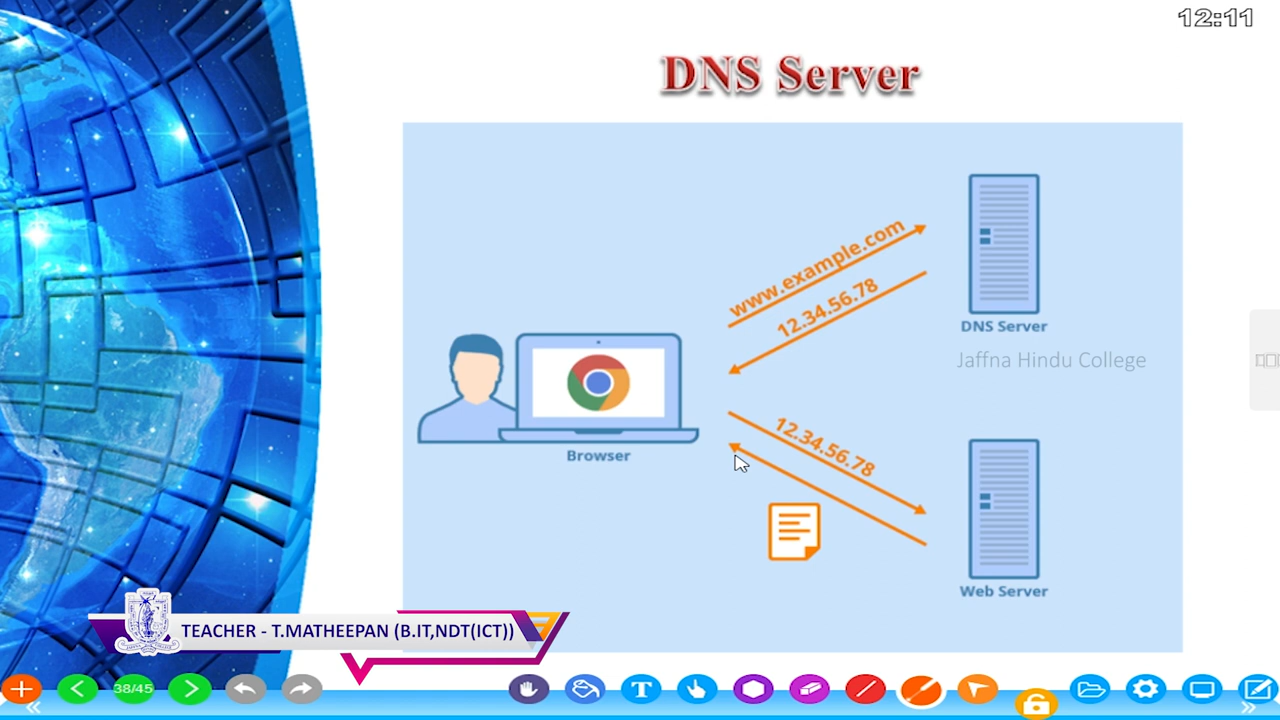 12:11
DNS Server
www.example.com
12.34.56.78
DNS Server
Jaffna Hindu College
12.34.56.78
Browser
Web Server
TEACHER - T.MATHEEPAN (B.IT,NDT(ICT))
38/45
T